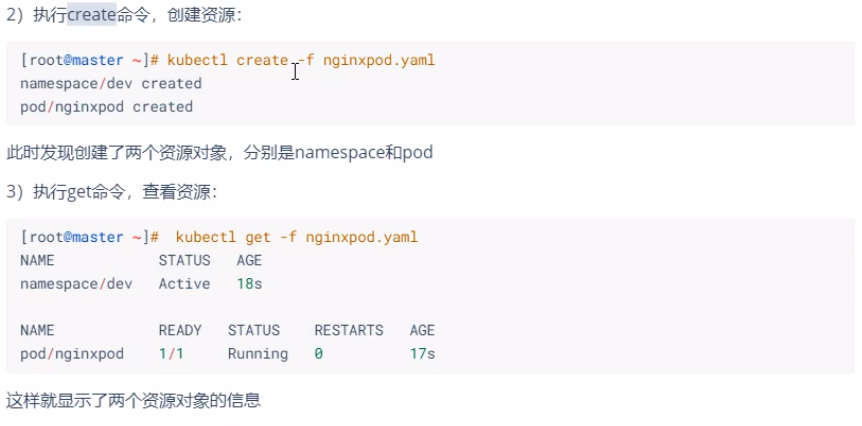 2）执行create命令，创建资源：
[root@master ~]# kubectl create -f nginxpod.yaml
namespace/dev created
pod/nginxpod created
此时发现创建了两个资源对象，分别是namespace和pod
3）执行get命令，查看资源：
[root@master ~]#  kubectl get -f nginxpod.yaml
NAME            STATUS   AGE
namespace/dev   Active   18s
NAME            READY   STATUS    RESTARTS   AGE
pod/nginxpod    1/1     Running   0          17s
这样就显示了两个资源对象的信息